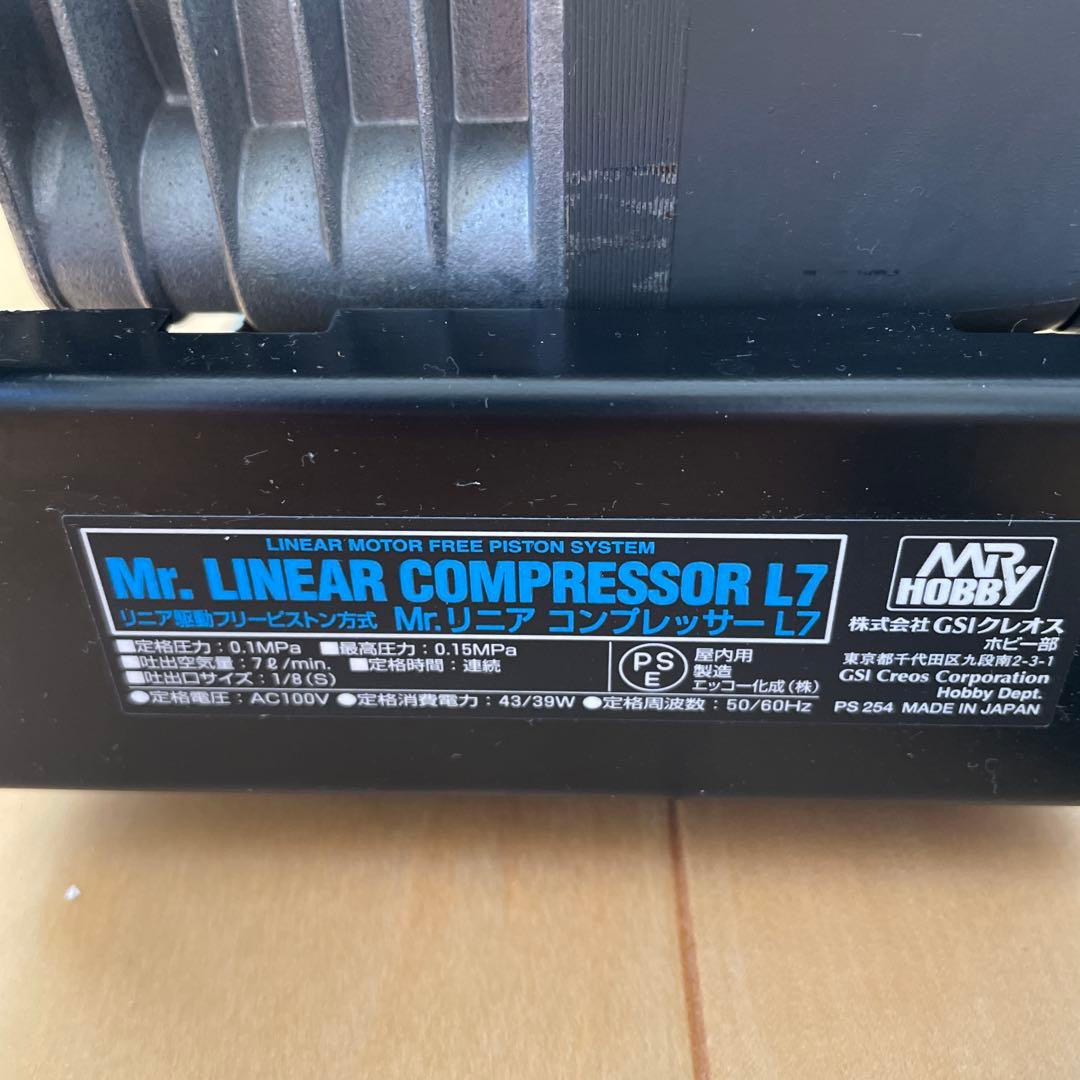 LINEAR MOTOR FREE PISTON SYSTEM
Mr. LINEAR COMPRESSOR L7
リニア駆動フリーピストン方式 Mr.リニア コンプレッサー L7
■定格圧力：0.1MPa ■最高圧力：0.15MPa
■吐出空気量：7ℓ/min. ■定格時間：連続
■吐出口サイズ：1/8(S)
PS
E
屋内用
製造
エッコー化成(株)
●定格電圧：AC100V ●定格消費電力：43/39W ●定格周波数：50/60Hz
MR.
HOBBY
株式会社 GSIクレオス
ホビー部
東京都千代田区九段南2-3-1
GSI Creos Corporation
Hobby Dept.
PS 254 MADE IN JAPAN